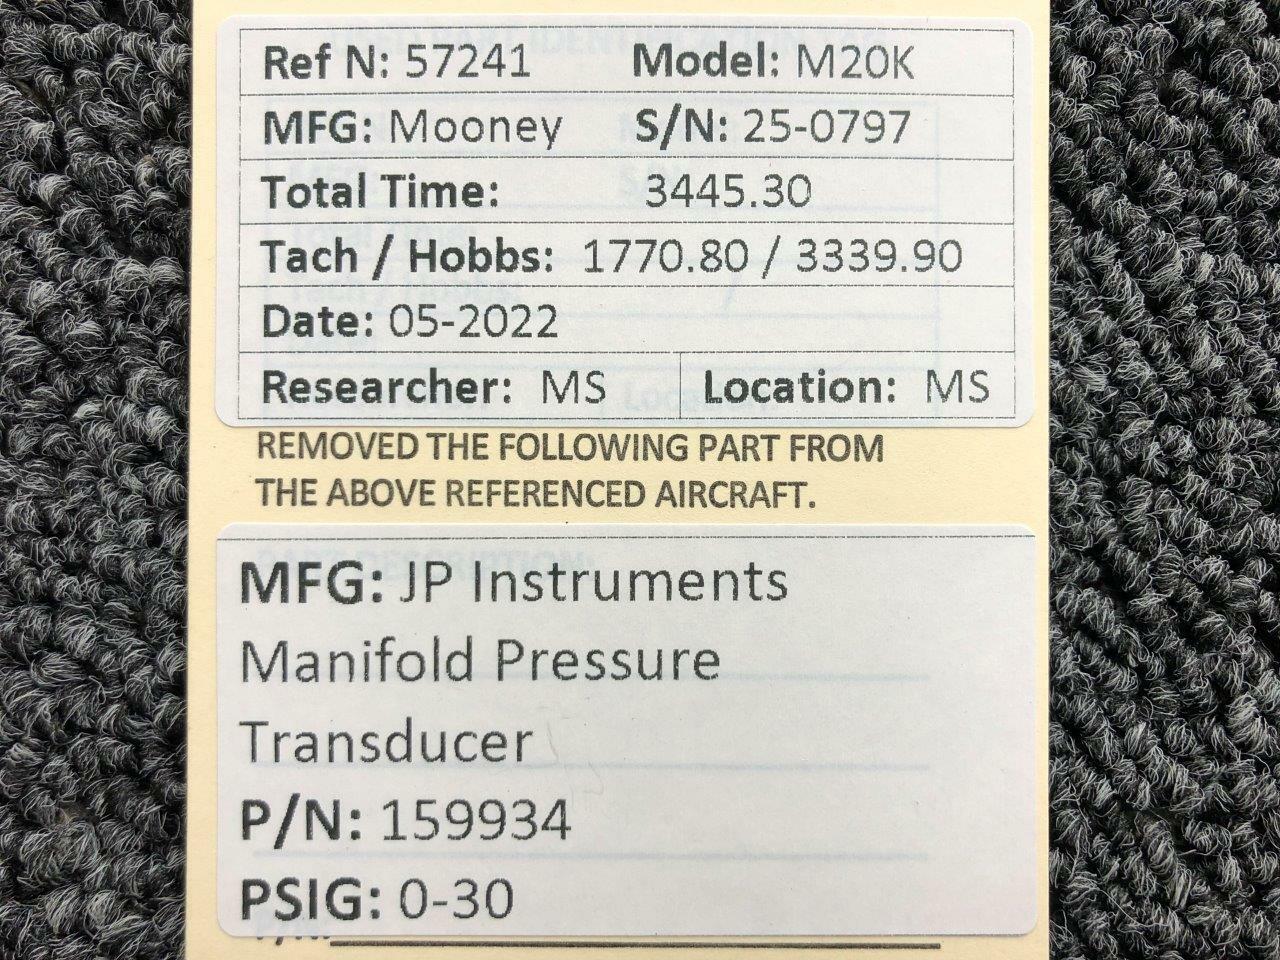 Ref N: 57241 Model: M20K
MFG: Mooney S/N: 25-0797
Total Time: 3445.30
Tach / Hobbs: 1770.80 / 3339.90
Date: 05-2022
Researcher: MS Location: MS
REMOVED THE FOLLOWING PART FROM
THE ABOVE REFERENCED AIRCRAFT.
MFG: JP Instruments
Manifold Pressure
Transducer
P/N: 159934
PSIG: 0-30